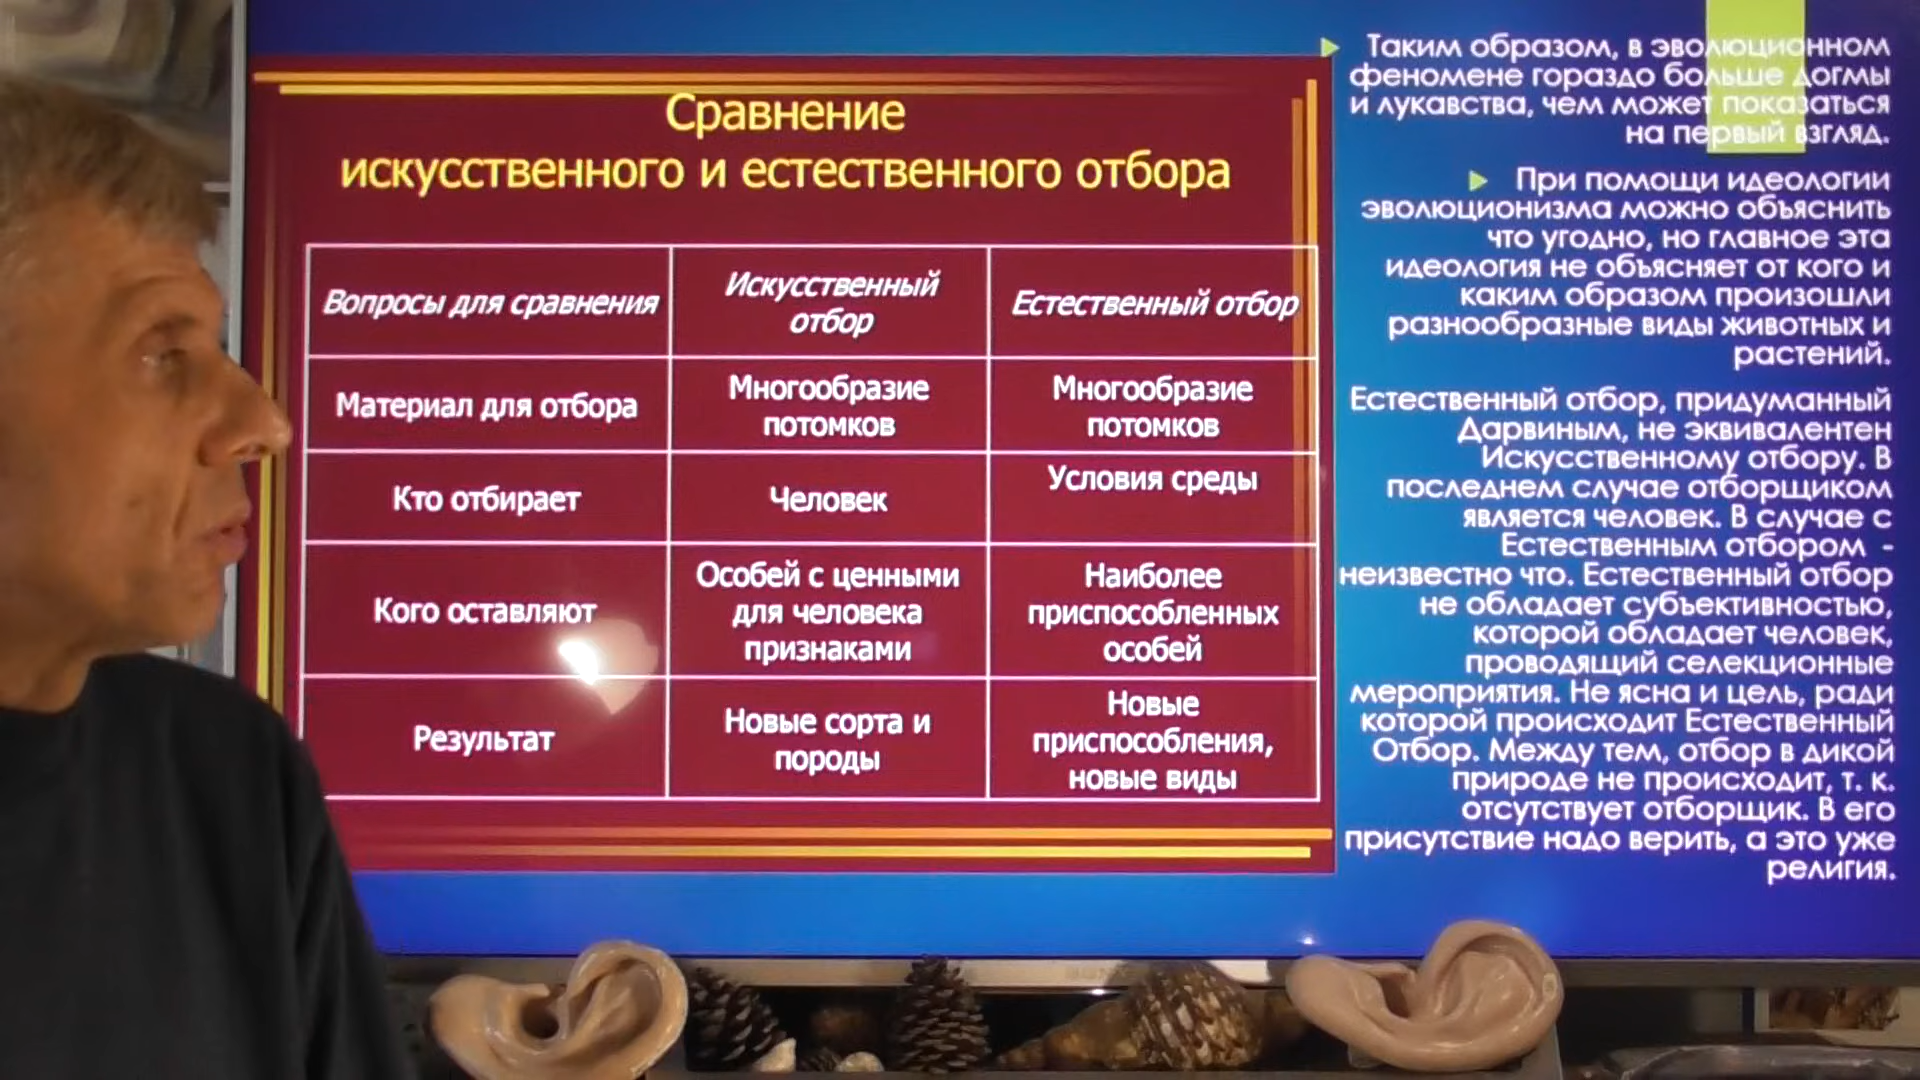 Сравнение
искусственного и естественного отбора
Вопросы для сравнения
Искусственный
отбор
Естественный отбор
Материал для отбора
Многообразие
потомков
Многообразие
потомков
Кто отбирает
Человек
Условия среды
Кого оставляют
Особей с ценными
для человека
признаками
Наиболее
приспособленных
особей
Результат
Новые сорта и
породы
Новые
приспособления,
новые виды
Таким образом, в эволюционном
феномене гораздо больше догмы
и лукавства, чем может показаться
на первый взгляд.
При помощи идеологии
эволюционизма можно объяснить
что угодно, но главное эта
идеология не объясняет от кого и
каким образом произошли
разнообразные виды животных и
растений.
Естественный отбор, придуманный
Дарвиным, не эквивалентен
Искусственному отбору. В
последнем случае отборщиком
является человек. В случае с
Естественным отбором -
неизвестно что. Естественный отбор
не обладает субъективностью,
которой обладает человек,
проводящий селекционные
мероприятия. Не ясна и цель, ради
которой происходит Естественный
Отбор. Между тем, отбор в дикой
природе не происходит, т. к.
отсутствует отборщик. В его
присутствие надо верить, а это уже
религия.